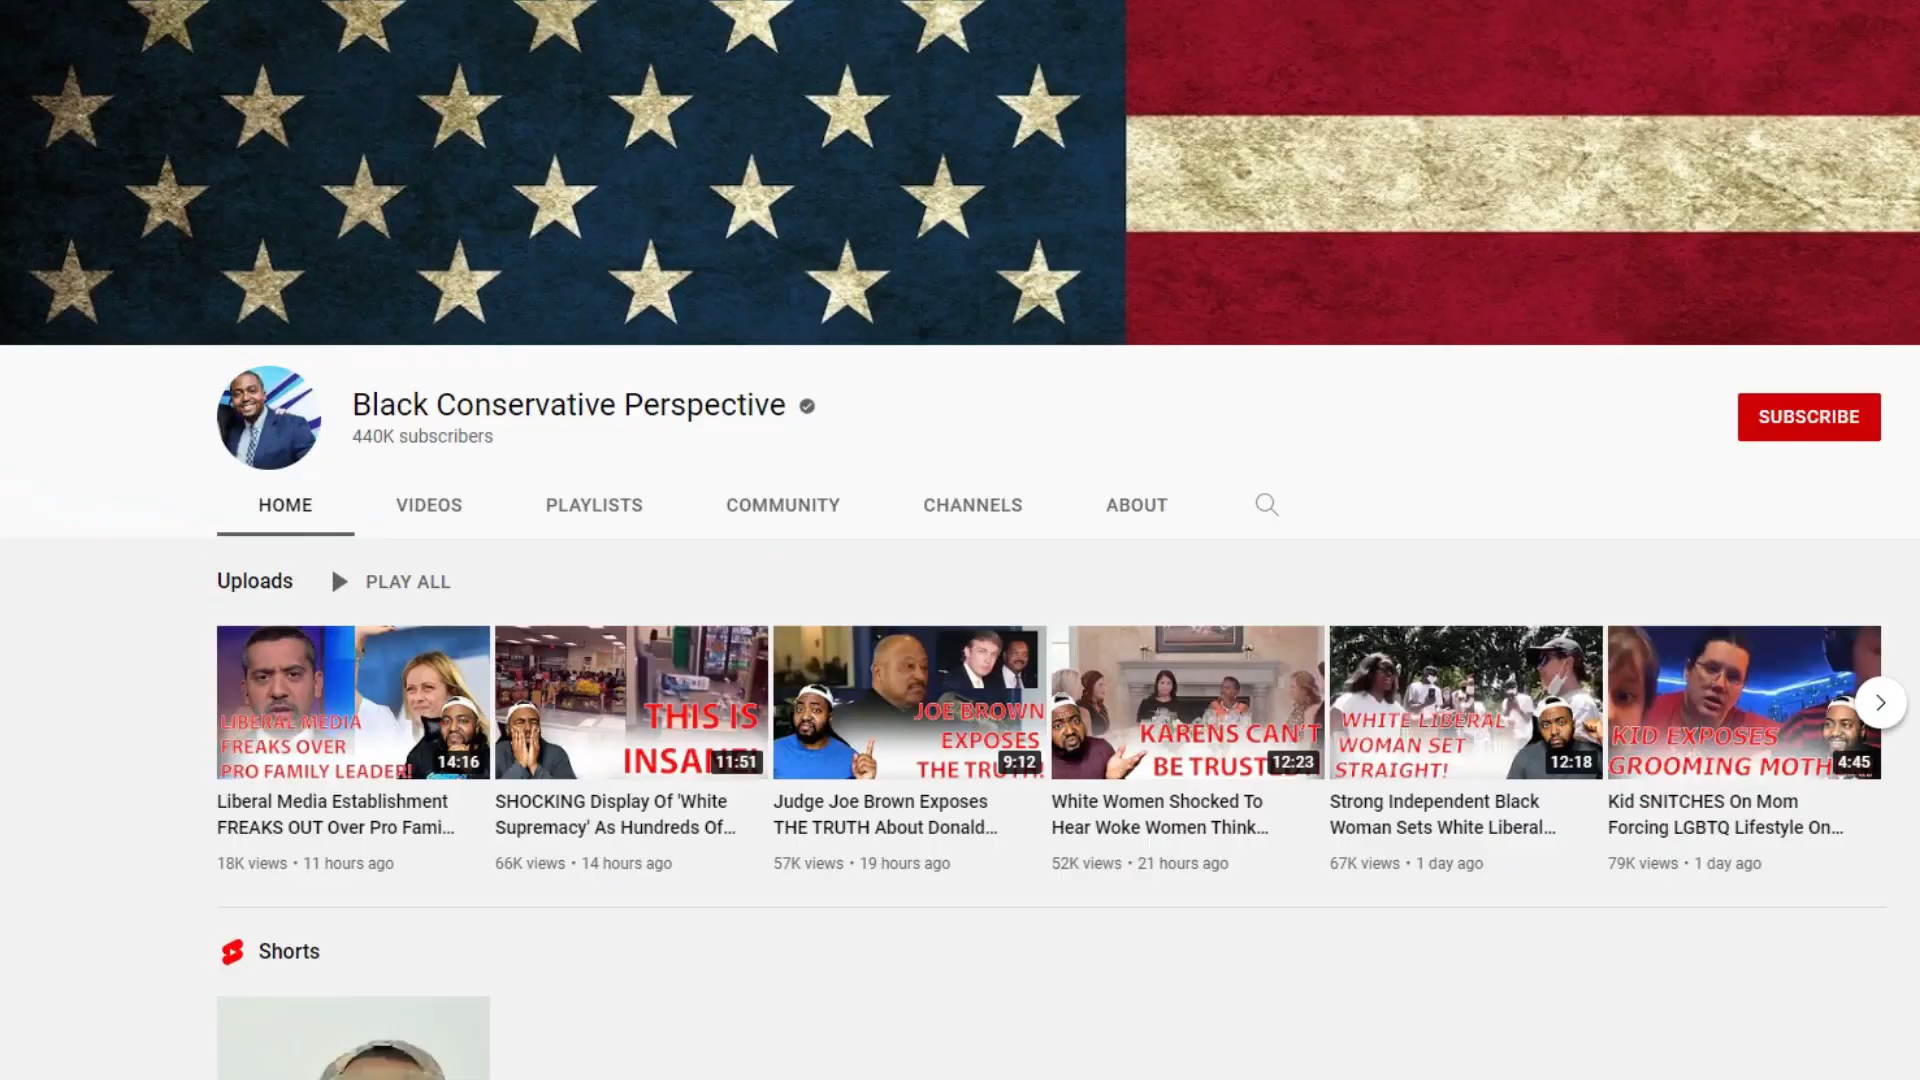 Black Conservative Perspective
440K subscribers
SUBSCRIBE
HOME VIDEOS PLAYLISTS COMMUNITY CHANNELS ABOUT
Uploads PLAY ALL
LIBERAL MEDIA
FREAKS OVER
PRO FAMILY LEADER!
14:16
THIS IS
11:51
JOE BROWN
EXPOSES
THE TRUTH!
9:12
KARENS CAN'T
BE TRUST
12:23
WHITE LIBERAL
WOMAN SET
STRAIGHT!
12:18
KID EXPOSES
GROOMING MOTH
4:45
Liberal Media Establishment
FREAKS OUT Over Pro Fami...
18K views • 11 hours ago
SHOCKING Display Of 'White
Supremacy' As Hundreds Of...
66K views • 14 hours ago
Judge Joe Brown Exposes
THE TRUTH About Donald...
57K views • 19 hours ago
White Women Shocked To
Hear Woke Women Think...
52K views • 21 hours ago
Strong Independent Black
Woman Sets White Liberal...
67K views • 1 day ago
Kid SNITCHES On Mom
Forcing LGBTQ Lifestyle On...
79K views • 1 day ago
Shorts